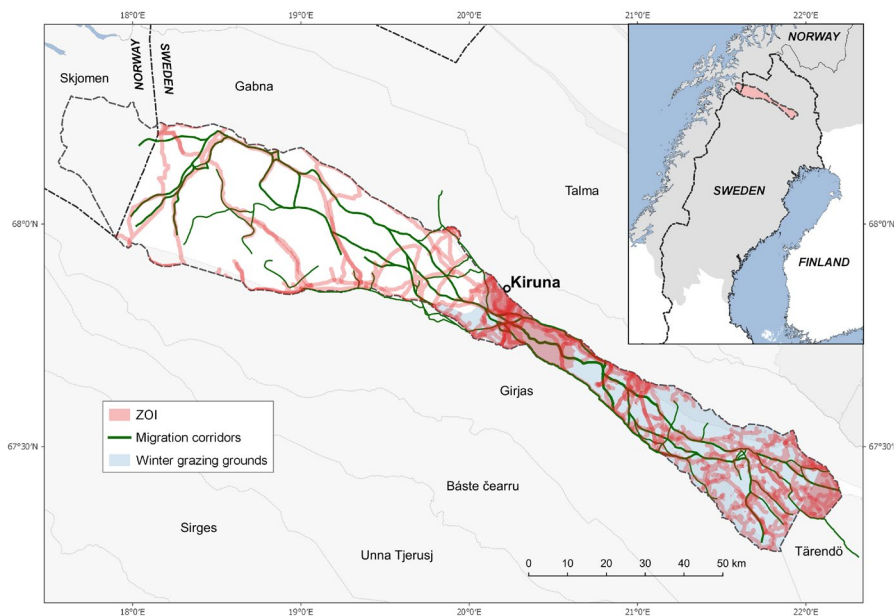 18°0'E 19°0'E 20°0'E 21°0'E 22°0'E
NORWAY
Skjomen
NORWAY
SWEDEN
Gabna
Talma
68°0'N
68°0'N
SWEDEN
FINLAND
Kiruna
Girjas
ZOI
Migration corridors
Winter grazing grounds
67°30'N
67°30'N
Báste čearru
Sirges
Unna Tjerusj
Tärendö
0 10 20 30 40 50 km
18°0'E 19°0'E 20°0'E 21°0'E 22°0'E